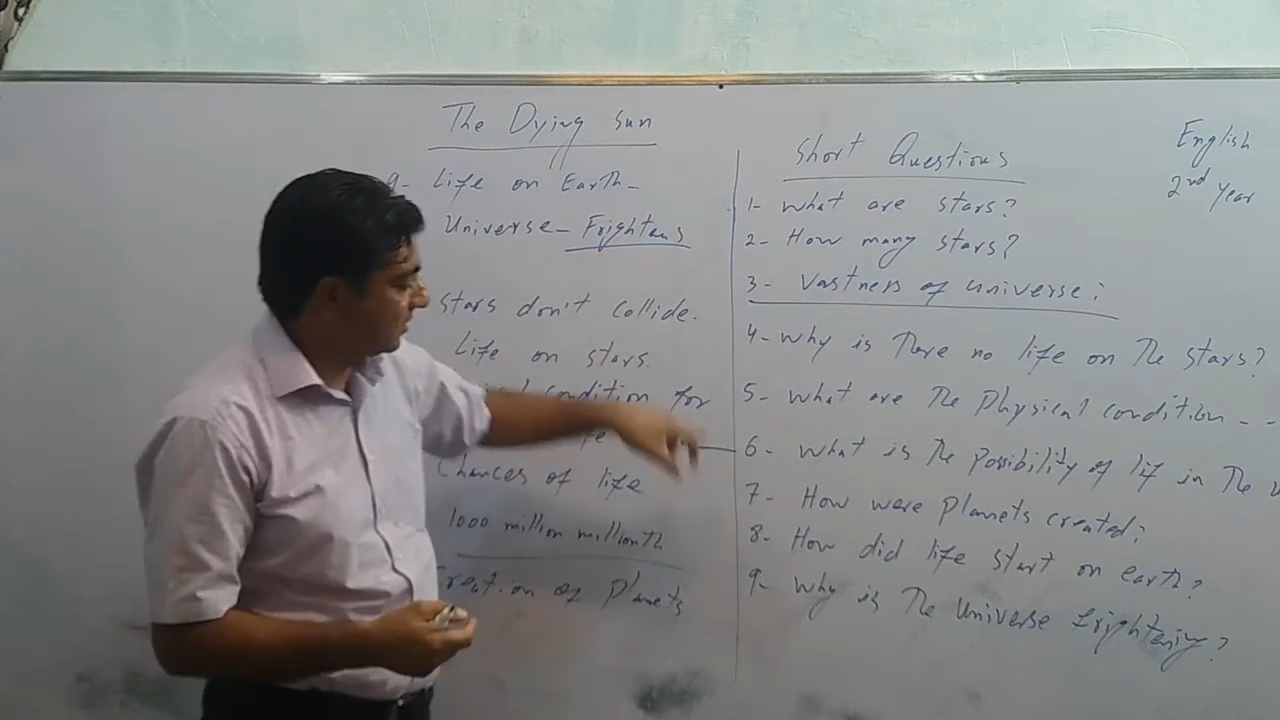 The Dying Sun
9- Life on Earth-
Universe- Frightens
Stars don't collide.
Life on stars.
condition for
Chances of life
1000 million millionth
Creation of Planets
Short Questions
1- What are stars?
2- How many stars?
3- Vastness of universe:
4- Why is There no life on The stars?
5- What are The Physical condition - -
6- What is The possibility of lif in The
7- How were planets created:
8- How did life start on earth?
9- Why is The Universe frightening?
English
2nd Year